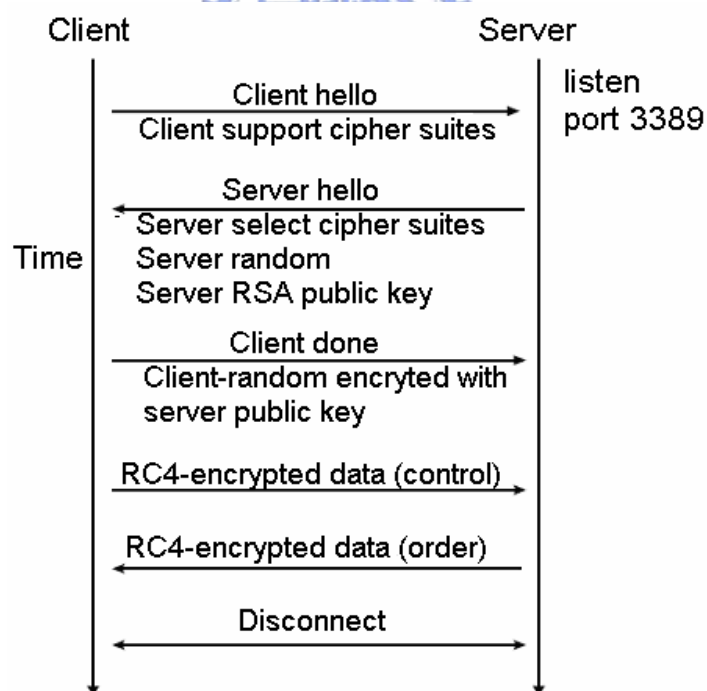 Client
Server
listen
port 3389
Client hello
Client support cipher suites
Server hello
Server select cipher suites
Server random
Server RSA public key
Time
Client done
Client-random encryted with
server public key
RC4-encrypted data (control)
RC4-encrypted data (order)
Disconnect